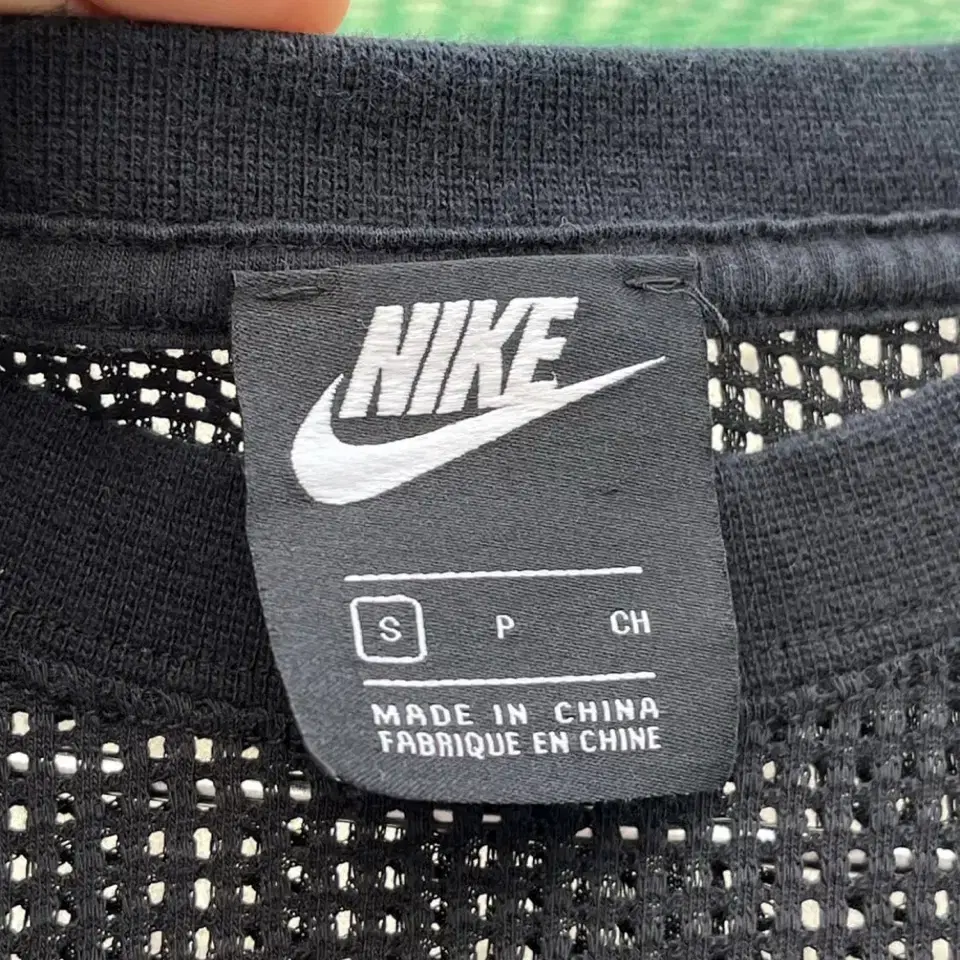 NIKE
S P CH
MADE IN CHINA
FABRIQUE EN CHINE